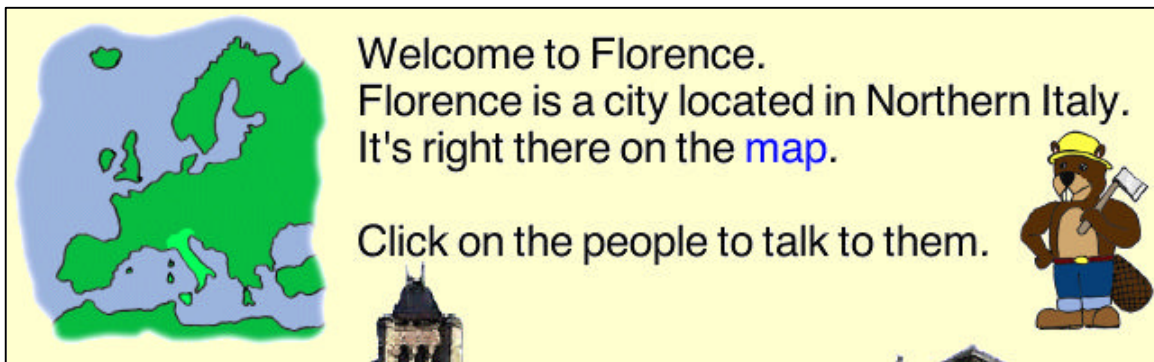 Welcome to Florence.
Florence is a city located in Northern Italy.
It's right there on the map.
Click on the people to talk to them.